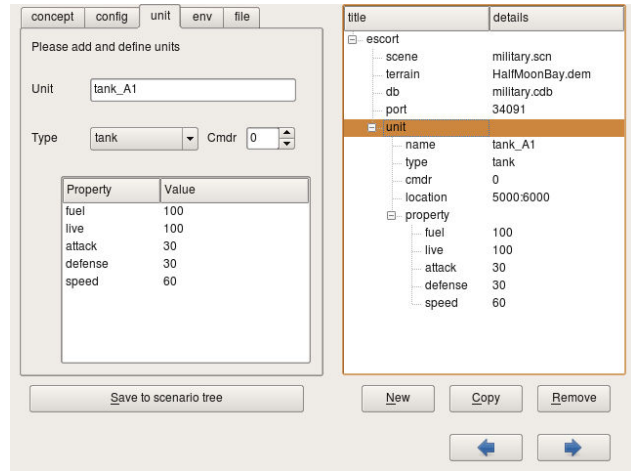 concept config unit env file
Please add and define units
Unit tank_A1
Type tank Cmdr 0
Property Value
fuel 100
live 100
attack 30
defense 30
speed 60
Save to scenario tree
title details
escort
scene military.scn
terrain HalfMoonBay.dem
db military.cdb
port 34091
unit
name tank_A1
type tank
cmdr 0
location 5000:6000
property
fuel 100
live 100
attack 30
defense 30
speed 60
New Copy Remove